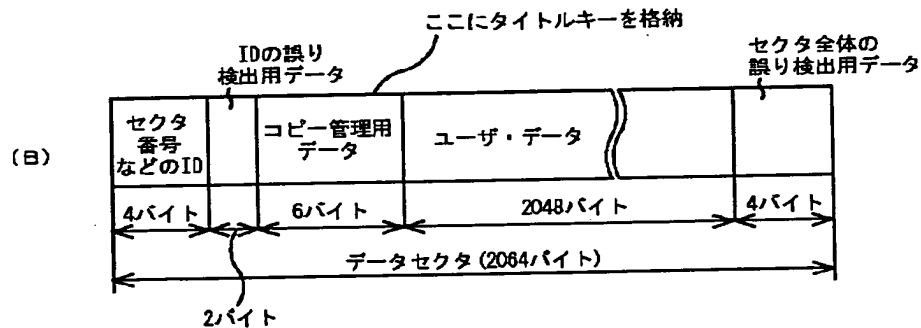 ここにタイトルキーを格納
IDの誤り
検出用データ
セクタ全体の
誤り検出用データ
(B)
セクタ
番号
などのID
コピー管理用
データ
ユーザ・データ
4バイト
6バイト
2048バイト
4バイト
データセクタ(2064バイト)
2バイト